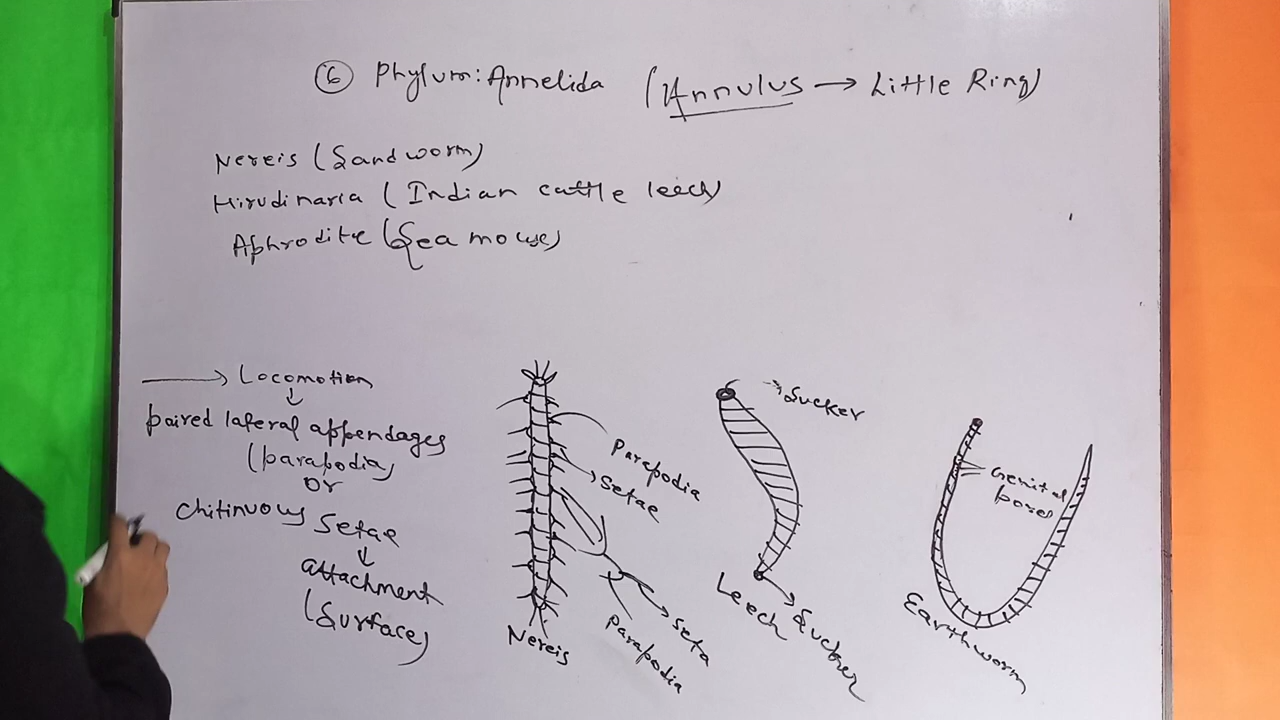 6 Phylum: Annelida (Annulus → Little Ring)
Nereis (Sandworm)
Hirudinaria (Indian cattle leech)
Aphrodite (Sea mouse)
→ Locomotion
↓
paired lateral appendages
(parapodia)
or
chitinuous Setae
↓
attachment
(Surface)
Parapodia
Setae
Seta
Parapodia
Nereis
Sucker
Leech
Sucker
Genital
pores
Earthworm